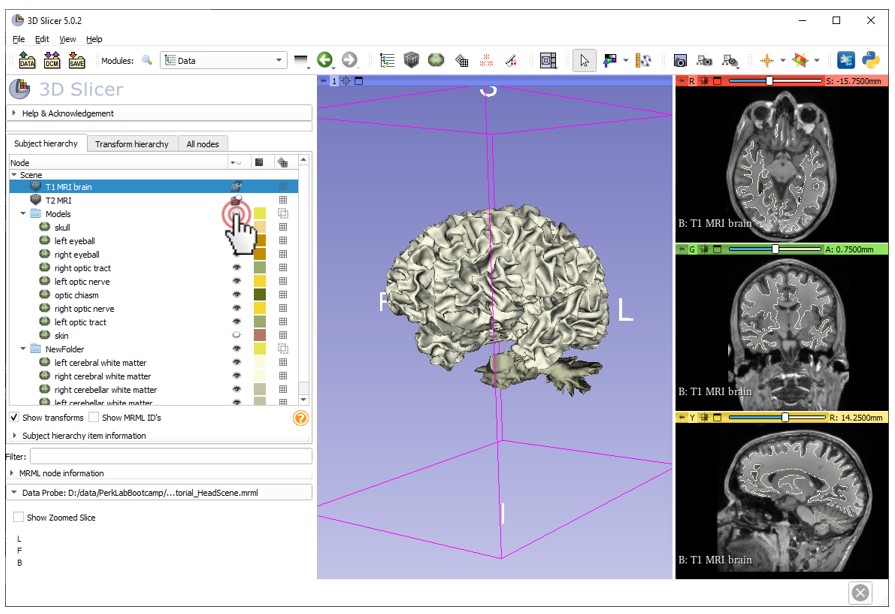 3D Slicer 5.0.2
File Edit View Help
DATA DCM SAVE Modules: Data
3D Slicer
Help & Acknowledgement
Subject hierarchy Transform hierarchy All nodes
Node
Scene
T1 MRI brain
T2 MRI
Models
skull
left eyeball
right eyeball
right optic tract
left optic nerve
optic chiasm
right optic nerve
left optic tract
skin
NewFolder
left cerebral white matter
right cerebral white matter
right cerebellar white matter
left cerebellar white matter
Show transforms Show MRML ID's
Subject hierarchy item information
Filter:
MRML node information
Data Probe: D:/data/PerkLabBootcamp/...torial_HeadScene.mrml
Show Zoomed Slice
L
F
B
1
S
L
I
R S: -15.7500mm
B: T1 MRI brain
G A: 0.7500mm
B: T1 MRI brain
Y R: 14.2500mm
B: T1 MRI brain